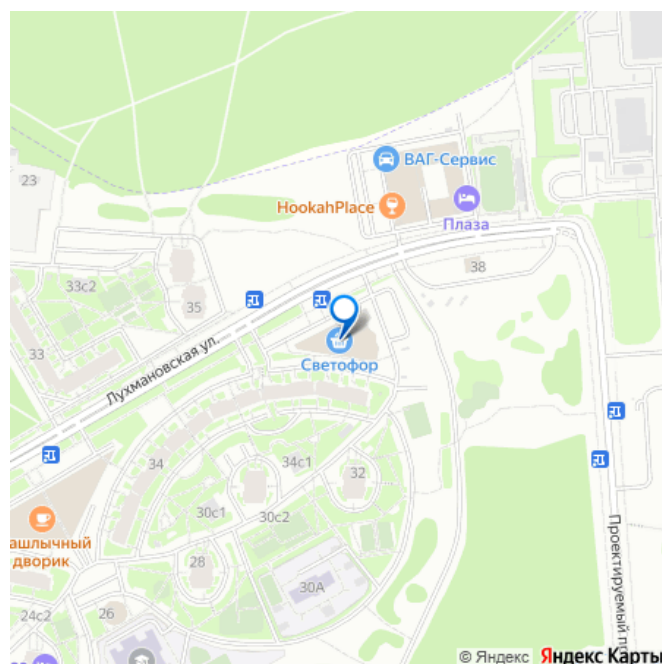 23
ВАГ-Сервис
HookahPlace
Плаза
33с2
35
38
33
Лухмановская ул.
Светофор
34
34с1
32
30с1
30с2
ашлычный
дворик
28
30А
24с2
26
Проектируемый
© Яндекс Яндекс Карты